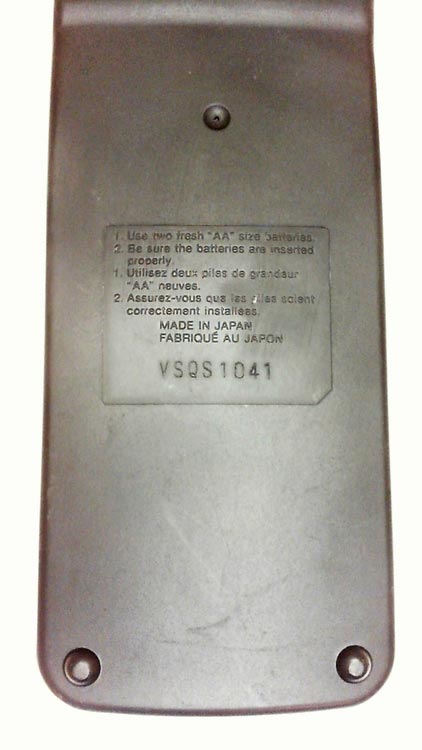 1. Use two fresh "AA" size batteries.
2. Be sure the batteries are inserted
properly.
1. Utilisez deux piles de grandeur
"AA" neuves.
2. Assurez-vous que les piles soient
correctement installées.
MADE IN JAPAN
FABRIQUÉ AU JAPON
VSQS1041